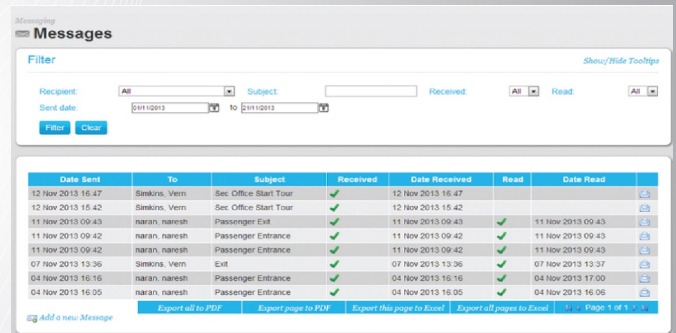 Messaging
Messages
Filter
Show/Hide Tooltips
Recipient: All Subject: Received: All Read: All
Sent date: 01/11/2013 to 21/11/2013
Filter Clear
Date Sent To Subject Received Date Received Read Date Read
12 Nov 2013 16:47 Simkins, Vern Sec Office Start Tour 12 Nov 2013 16:47
12 Nov 2013 15:42 Simkins, Vern Sec Office Start Tour 12 Nov 2013 15:42
11 Nov 2013 09:43 naran, naresh Passenger Exit 11 Nov 2013 09:43 11 Nov 2013 09:43
11 Nov 2013 09:42 naran, naresh Passenger Entrance 11 Nov 2013 09:42 11 Nov 2013 09:43
11 Nov 2013 09:42 naran, naresh Passenger Entrance 11 Nov 2013 09:42 11 Nov 2013 09:43
07 Nov 2013 13:36 Simkins, Vern Exit 07 Nov 2013 13:36 07 Nov 2013 13:37
04 Nov 2013 16:16 naran, naresh Passenger Entrance 04 Nov 2013 16:16 04 Nov 2013 17:00
04 Nov 2013 16:05 naran, naresh Passenger Entrance 04 Nov 2013 16:05 04 Nov 2013 16:06
Export all to PDF Export page to PDF Export this page to Excel Export all pages to Excel Page 1 of 1
Add a new Message